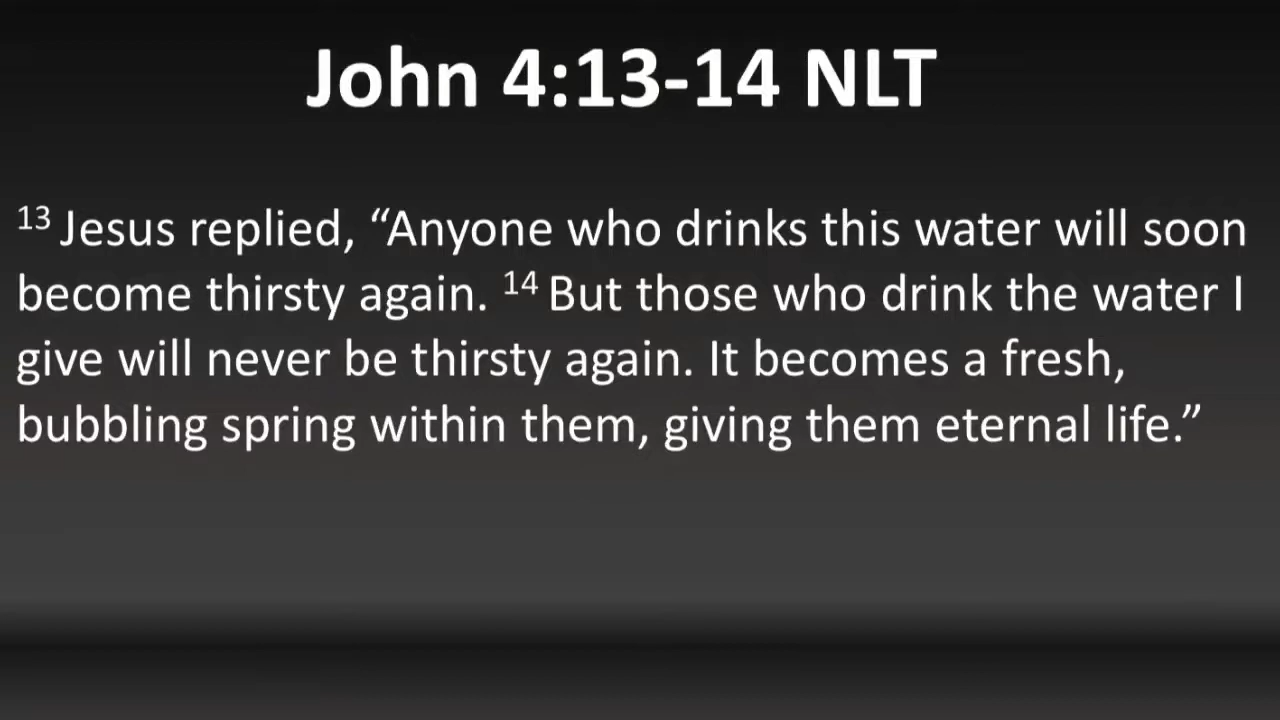 John 4:13-14 NLT
13 Jesus replied, “Anyone who drinks this water will soon
become thirsty again. 14 But those who drink the water I
give will never be thirsty again. It becomes a fresh,
bubbling spring within them, giving them eternal life.”